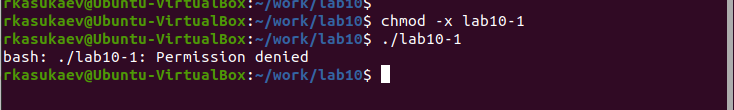 rkasukaev@Ubuntu-VirtualBox:~/work/lab10$
rkasukaev@Ubuntu-VirtualBox:~/work/lab10$ chmod -x lab10-1
rkasukaev@Ubuntu-VirtualBox:~/work/lab10$ ./lab10-1
bash: ./lab10-1: Permission denied
rkasukaev@Ubuntu-VirtualBox:~/work/lab10$